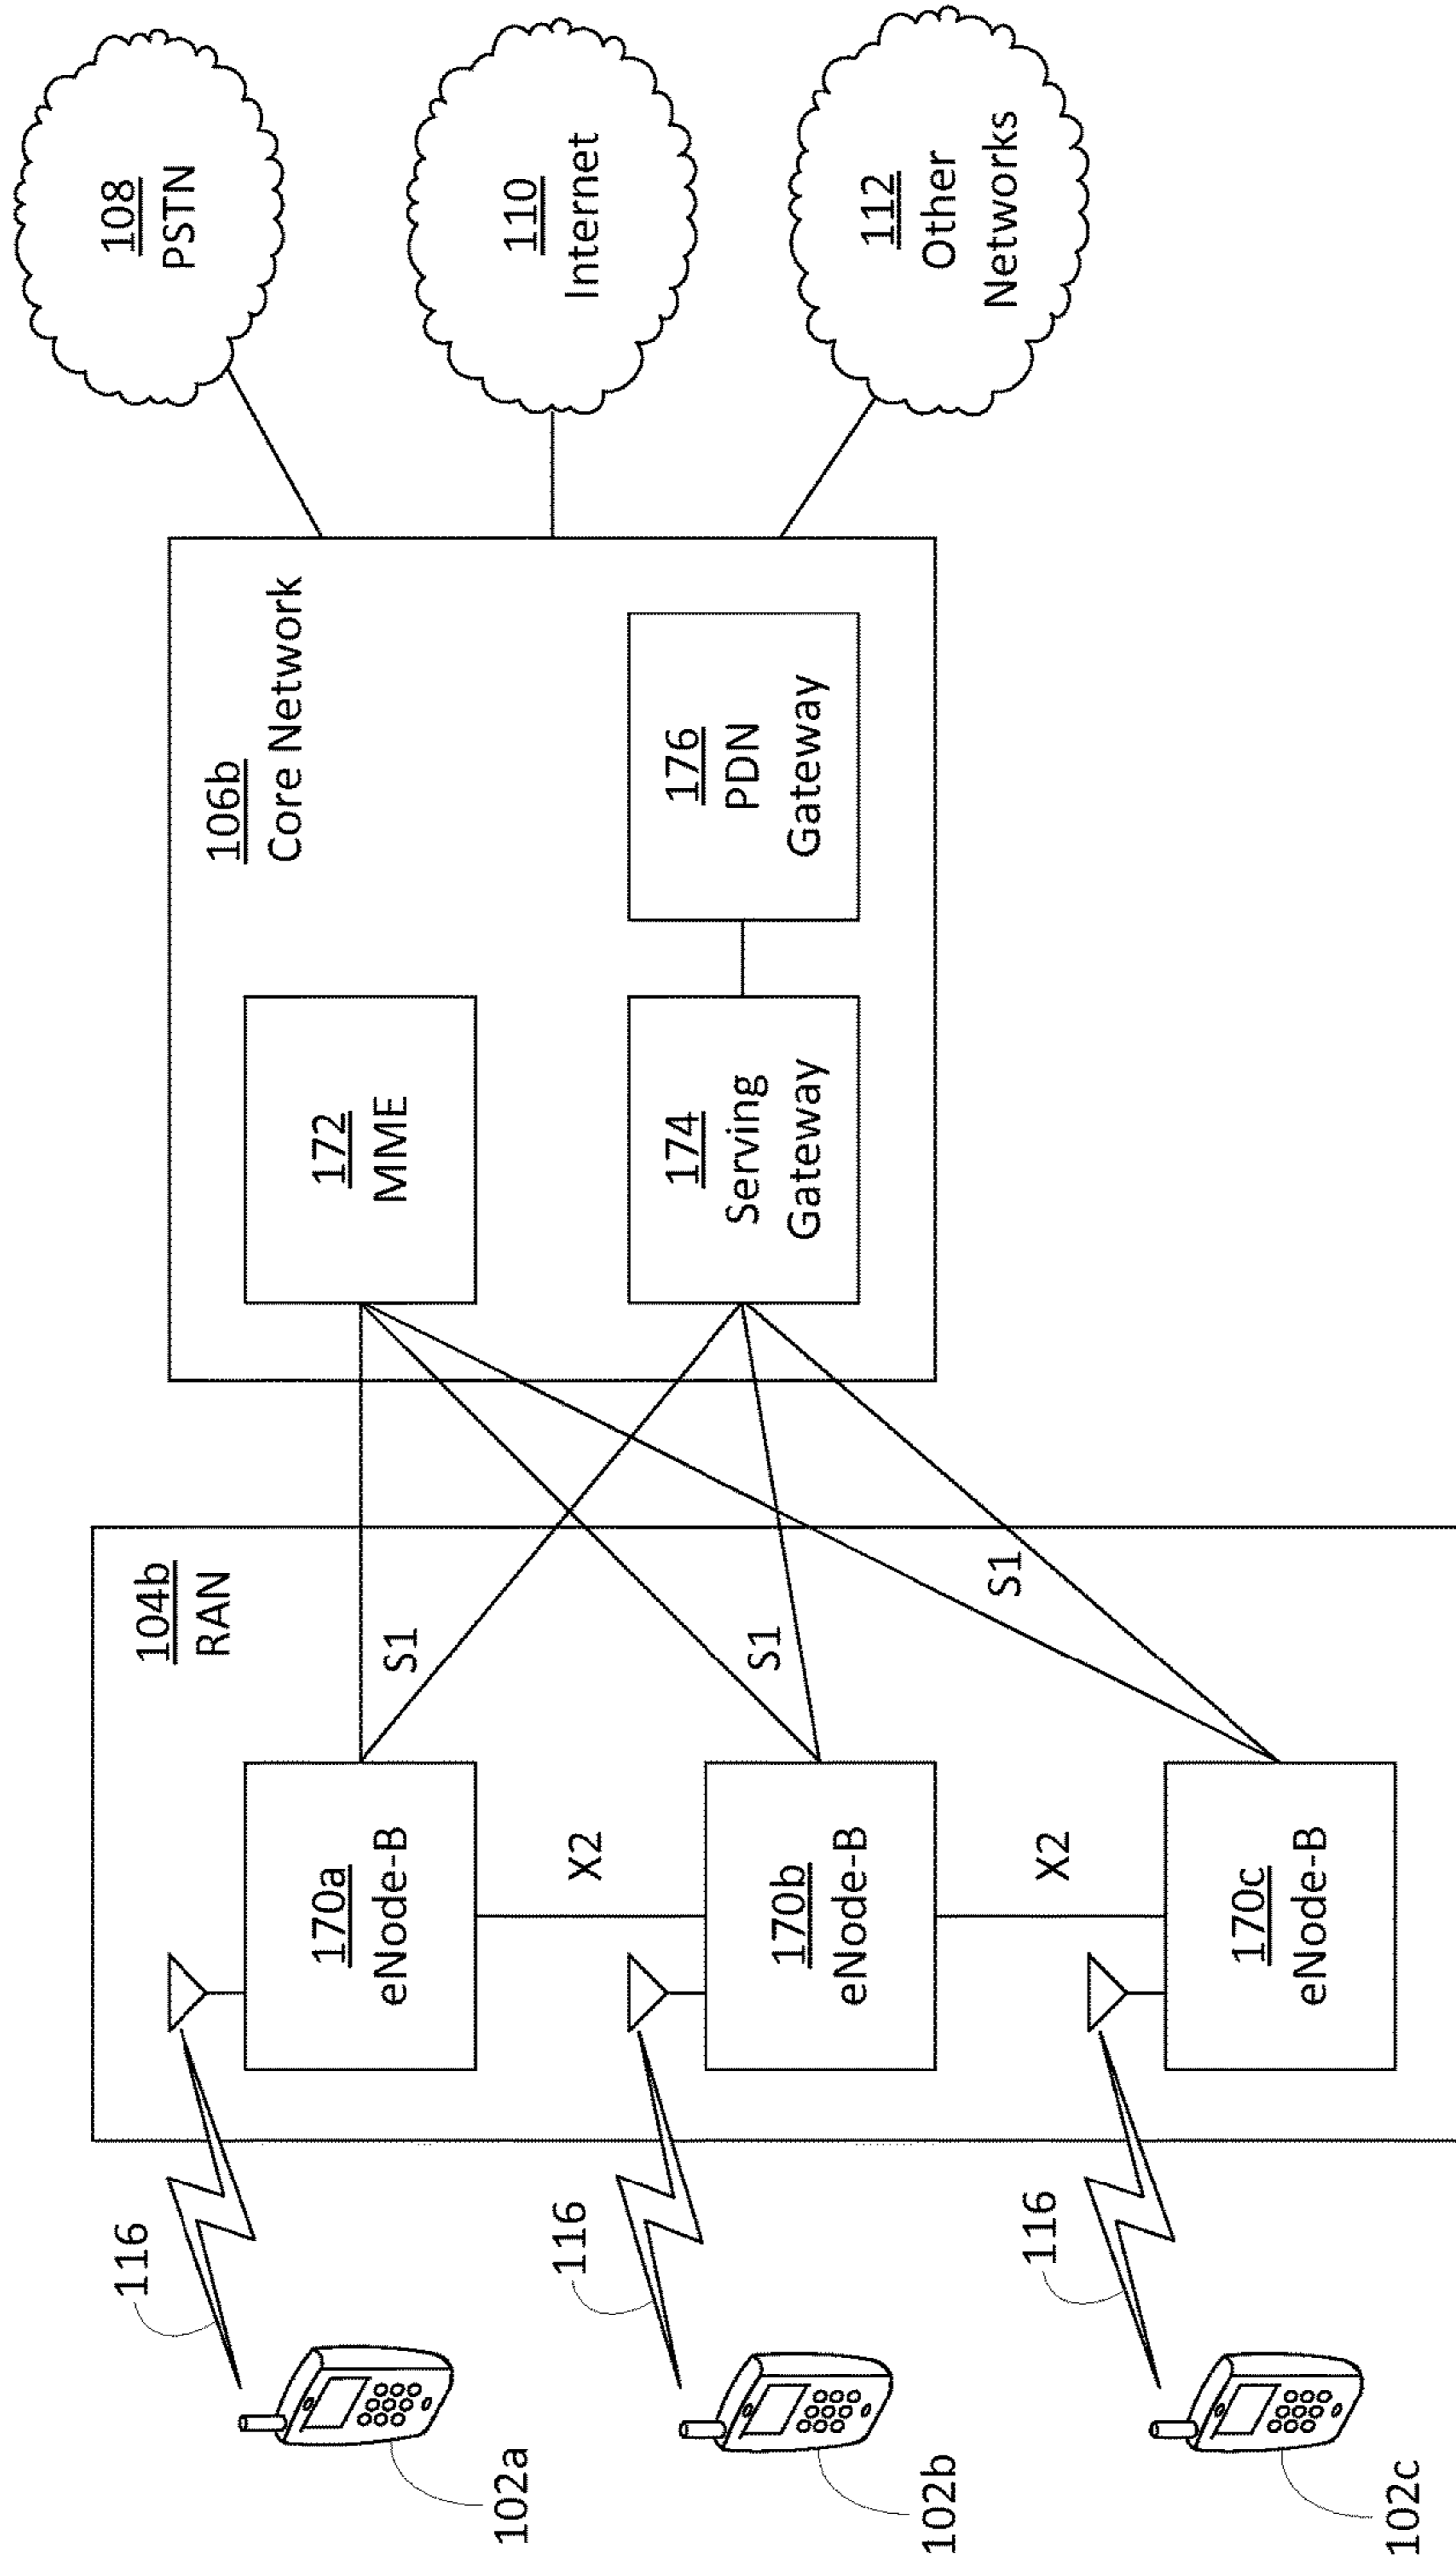 108
PSTN
110
Internet
112
Other
Networks
106b
Core Network
172
MME
174
Serving
Gateway
176
PDN
Gateway
104b
RAN
S1
S1
S1
170a
eNode-B
X2
170b
eNode-B
X2
170c
eNode-B
116
116
116
102a
102b
102c